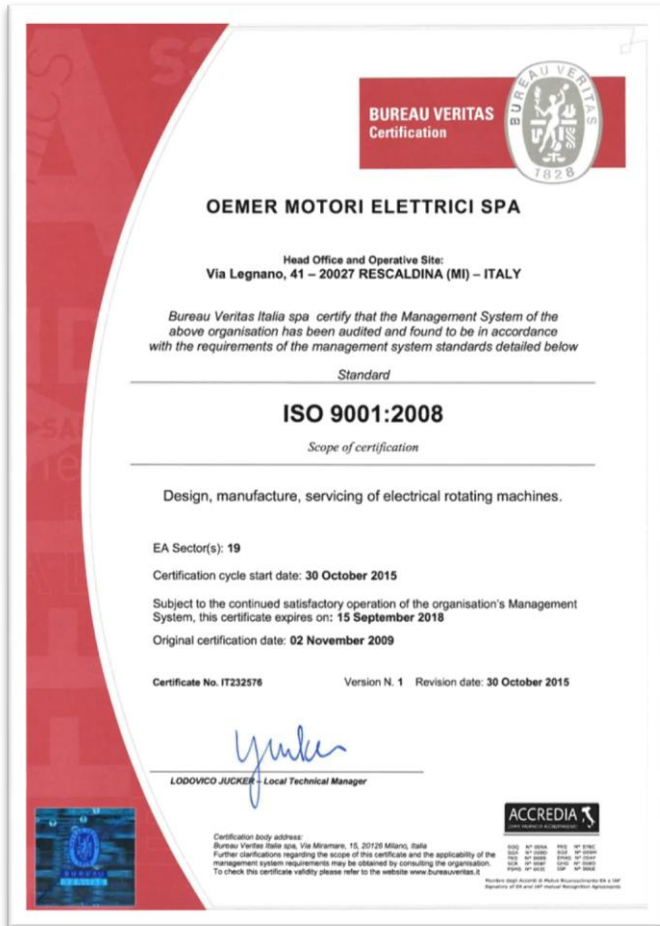 BUREAU VERITAS
Certification
BUREAU VERITAS
1828
OEMER MOTORI ELETTRICI SPA
Head Office and Operative Site:
Via Legnano, 41 – 20027 RESCALDINA (MI) – ITALY
Bureau Veritas Italia spa certify that the Management System of the
above organisation has been audited and found to be in accordance
with the requirements of the management system standards detailed below
Standard
ISO 9001:2008
Scope of certification
Design, manufacture, servicing of electrical rotating machines.
EA Sector(s): 19
Certification cycle start date: 30 October 2015
Subject to the continued satisfactory operation of the organisation's Management
System, this certificate expires on: 15 September 2018
Original certification date: 02 November 2009
Certificate No. IT232576 Version N. 1 Revision date: 30 October 2015
LODOVICO JUCKER – Local Technical Manager
Certification body address:
Bureau Veritas Italia spa, Via Miramare, 15, 20126 Milano, Italia
Further clarifications regarding the scope of this certificate and the applicability of the
management system requirements may be obtained by consulting the organisation.
To check this certificate validity please refer to the website www.bureauveritas.it
ACCREDIA
BUREAU
VERITAS